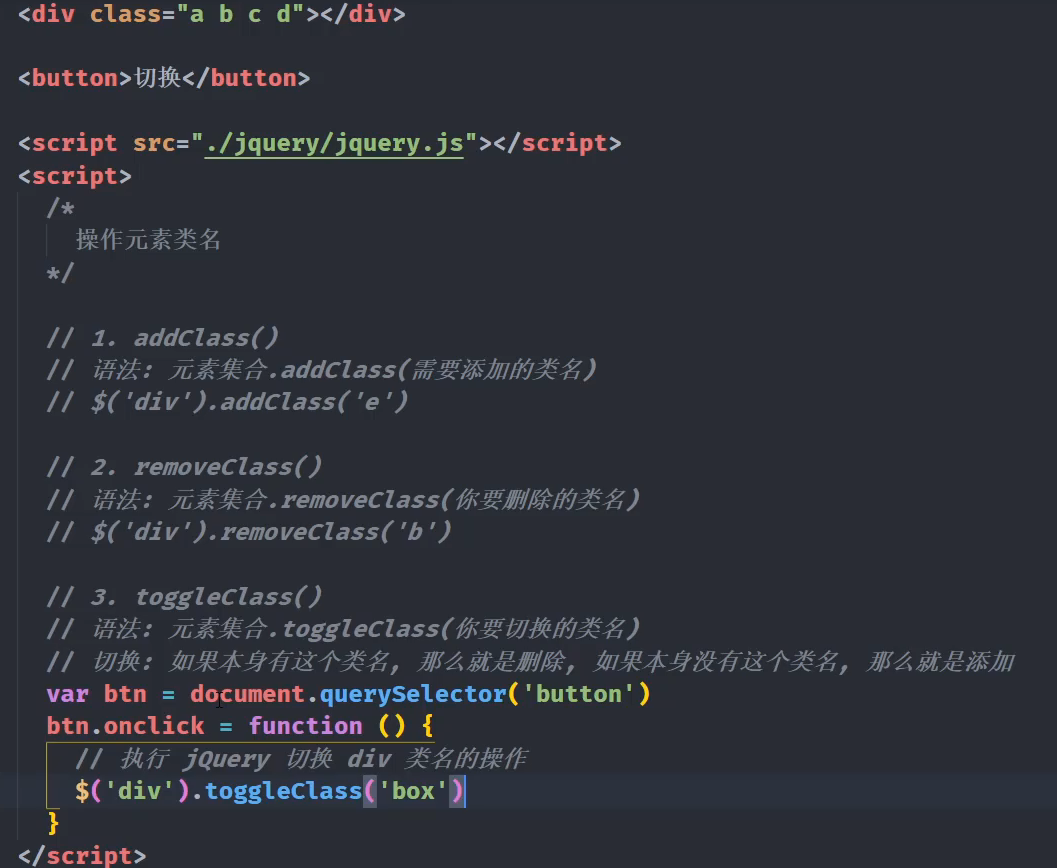 <div class="a b c d"></div>
<button>切换</button>
<script src="./jquery/jquery.js"></script>
<script>
/*
操作元素类名
*/
// 1. addClass()
// 语法: 元素集合.addClass(需要添加的类名)
// $('div').addClass('e')
// 2. removeClass()
// 语法: 元素集合.removeClass(你要删除的类名)
// $('div').removeClass('b')
// 3. toggleClass()
// 语法: 元素集合.toggleClass(你要切换的类名)
// 切换: 如果本身有这个类名, 那么就是删除, 如果本身没有这个类名, 那么就是添加
var btn = document.querySelector('button')
btn.onclick = function () {
// 执行 jQuery 切换 div 类名的操作
$('div').toggleClass('box')
}
</script>